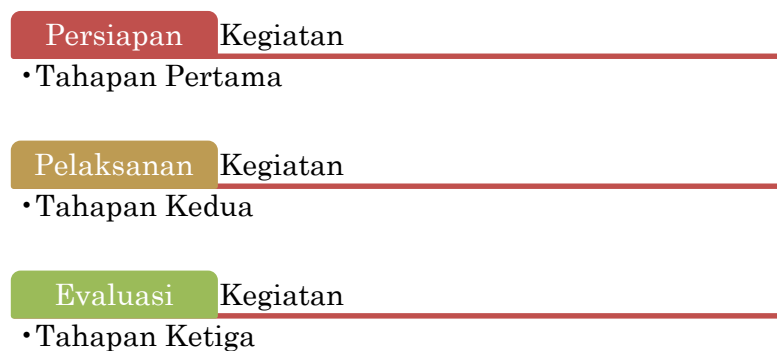 Persiapan Kegiatan
•Tahapan Pertama
Pelaksanan Kegiatan
•Tahapan Kedua
Evaluasi Kegiatan
•Tahapan Ketiga